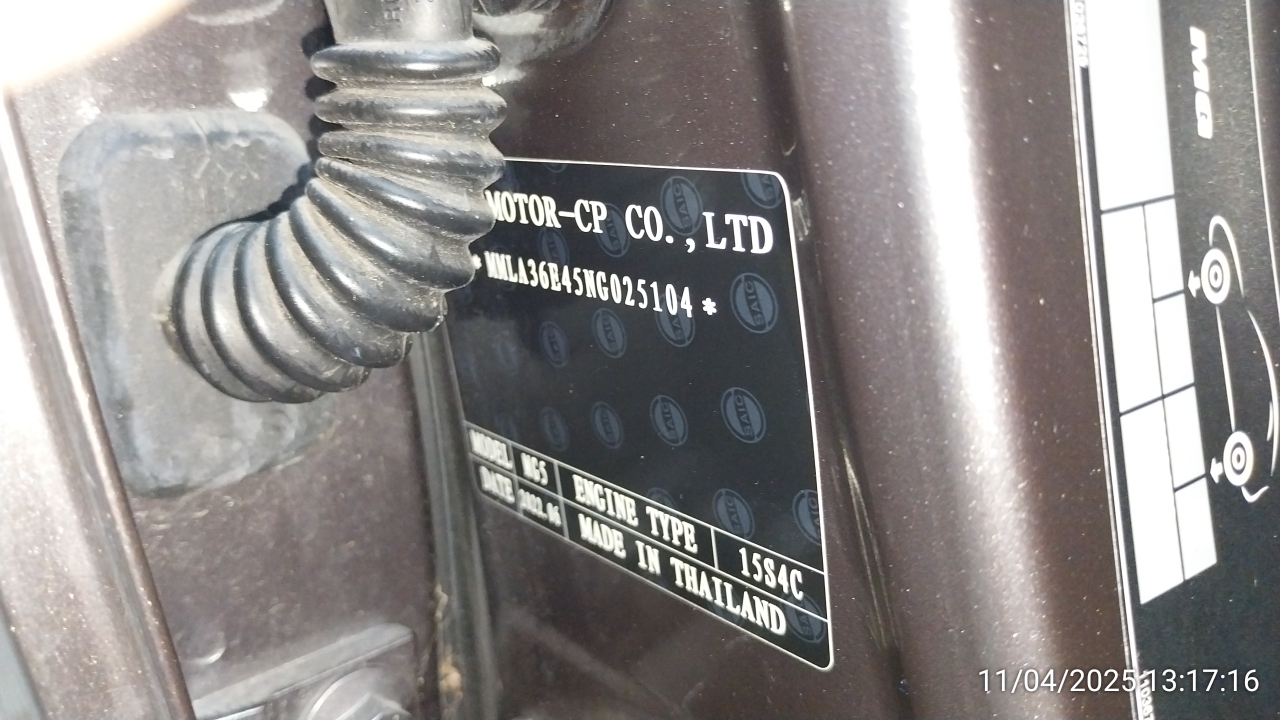 MOTOR-CP CO.,LTD
*MMLA36E45NG025104*
MODEL MG5 ENGINE TYPE 15S4C
DATE 2022.06 MADE IN THAILAND
SAIC
MG
11/04/2025 13:17:16